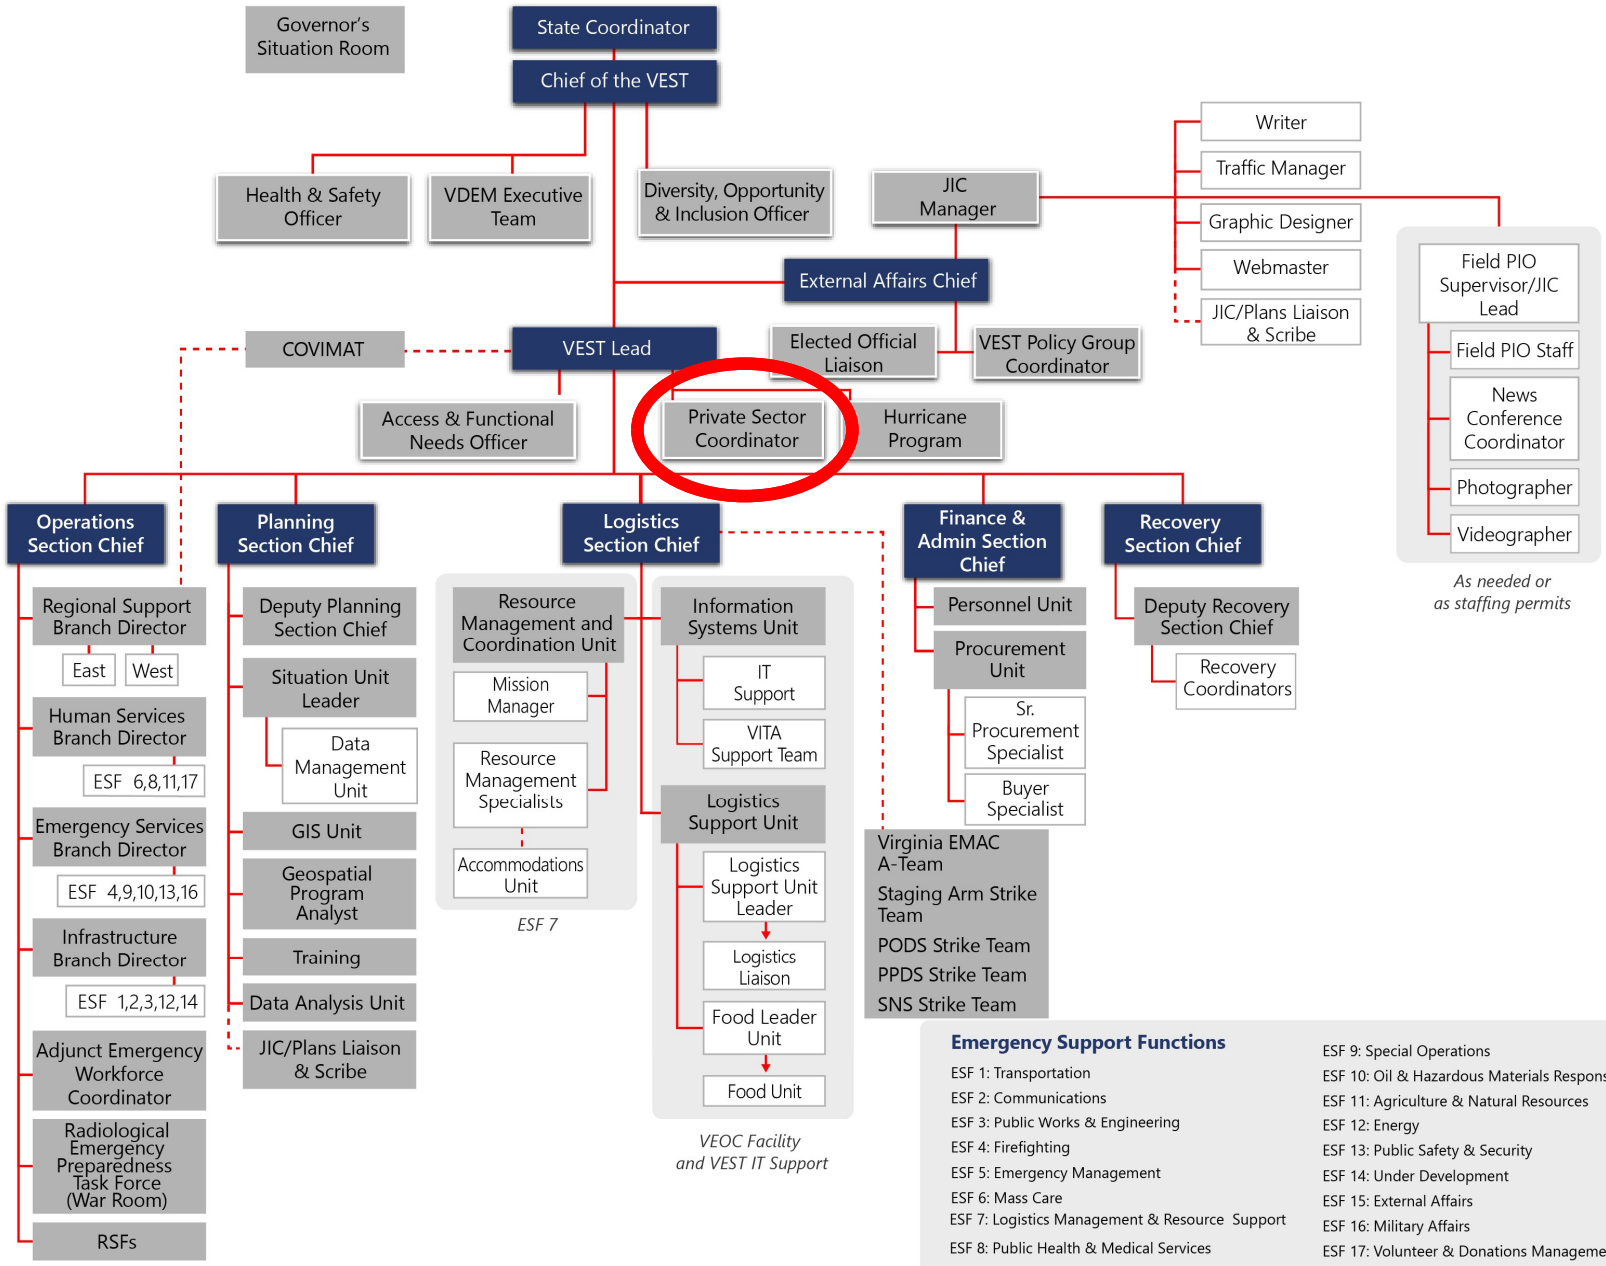 Governor's
Situation Room
State Coordinator
Chief of the VEST
Health & Safety
Officer
VDEM Executive
Team
Diversity, Opportunity
& Inclusion Officer
JIC
Manager
Writer
Traffic Manager
Graphic Designer
Webmaster
JIC/Plans Liaison
& Scribe
External Affairs Chief
Elected Official
Liaison
VEST Policy Group
Coordinator
Field PIO
Supervisor/JIC
Lead
Field PIO Staff
News
Conference
Coordinator
Photographer
Videographer
As needed or
as staffing permits
COVIMAT
VEST Lead
Access & Functional
Needs Officer
Private Sector
Coordinator
Hurricane
Program
Operations
Section Chief
Regional Support
Branch Director
East
West
Human Services
Branch Director
ESF 6,8,11,17
Emergency Services
Branch Director
ESF 4,9,10,13,16
Infrastructure
Branch Director
ESF 1,2,3,12,14
Adjunct Emergency
Workforce
Coordinator
Radiological
Emergency
Preparedness
Task Force
(War Room)
RSFs
Planning
Section Chief
Deputy Planning
Section Chief
Situation Unit
Leader
Data
Management
Unit
GIS Unit
Geospatial
Program
Analyst
Training
Data Analysis Unit
JIC/Plans Liaison
& Scribe
Logistics
Section Chief
Resource
Management and
Coordination Unit
Mission
Manager
Resource
Management
Specialists
Accommodations
Unit
ESF 7
Information
Systems Unit
IT
Support
VITA
Support Team
Logistics
Support Unit
Logistics
Support Unit
Leader
Logistics
Liaison
Food Leader
Unit
Food Unit
VEOC Facility
and VEST IT Support
Finance &
Admin Section
Chief
Personnel Unit
Procurement
Unit
Sr.
Procurement
Specialist
Buyer
Specialist
Virginia EMAC
A-Team
Staging Arm Strike
Team
PODS Strike Team
PPDS Strike Team
SNS Strike Team
Recovery
Section Chief
Deputy Recovery
Section Chief
Recovery
Coordinators
Emergency Support Functions
ESF 1: Transportation
ESF 2: Communications
ESF 3: Public Works & Engineering
ESF 4: Firefighting
ESF 5: Emergency Management
ESF 6: Mass Care
ESF 7: Logistics Management & Resource Support
ESF 8: Public Health & Medical Services
ESF 9: Special Operations
ESF 10: Oil & Hazardous Materials Respons
ESF 11: Agriculture & Natural Resources
ESF 12: Energy
ESF 13: Public Safety & Security
ESF 14: Under Development
ESF 15: External Affairs
ESF 16: Military Affairs
ESF 17: Volunteer & Donations Manageme